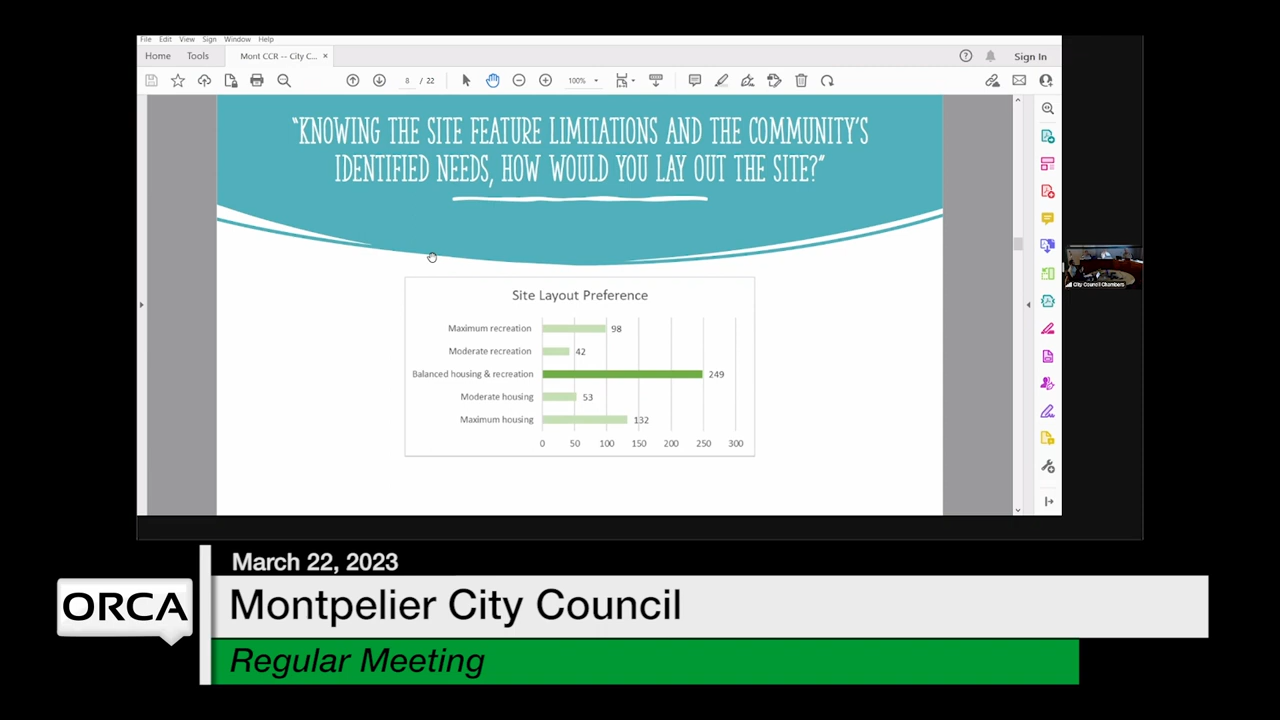 File Edit View Sign Window Help
Home Tools Mont CCR -- City C... × Sign In
8 / 22 100%
"KNOWING THE SITE FEATURE LIMITATIONS AND THE COMMUNITY'S
IDENTIFIED NEEDS, HOW WOULD YOU LAY OUT THE SITE?"
Site Layout Preference
Maximum recreation 98
Moderate recreation 42
Balanced housing & recreation 249
Moderate housing 53
Maximum housing 132
0 50 100 150 200 250 300
City Council Chambers
March 22, 2023
ORCA
Montpelier City Council
Regular Meeting